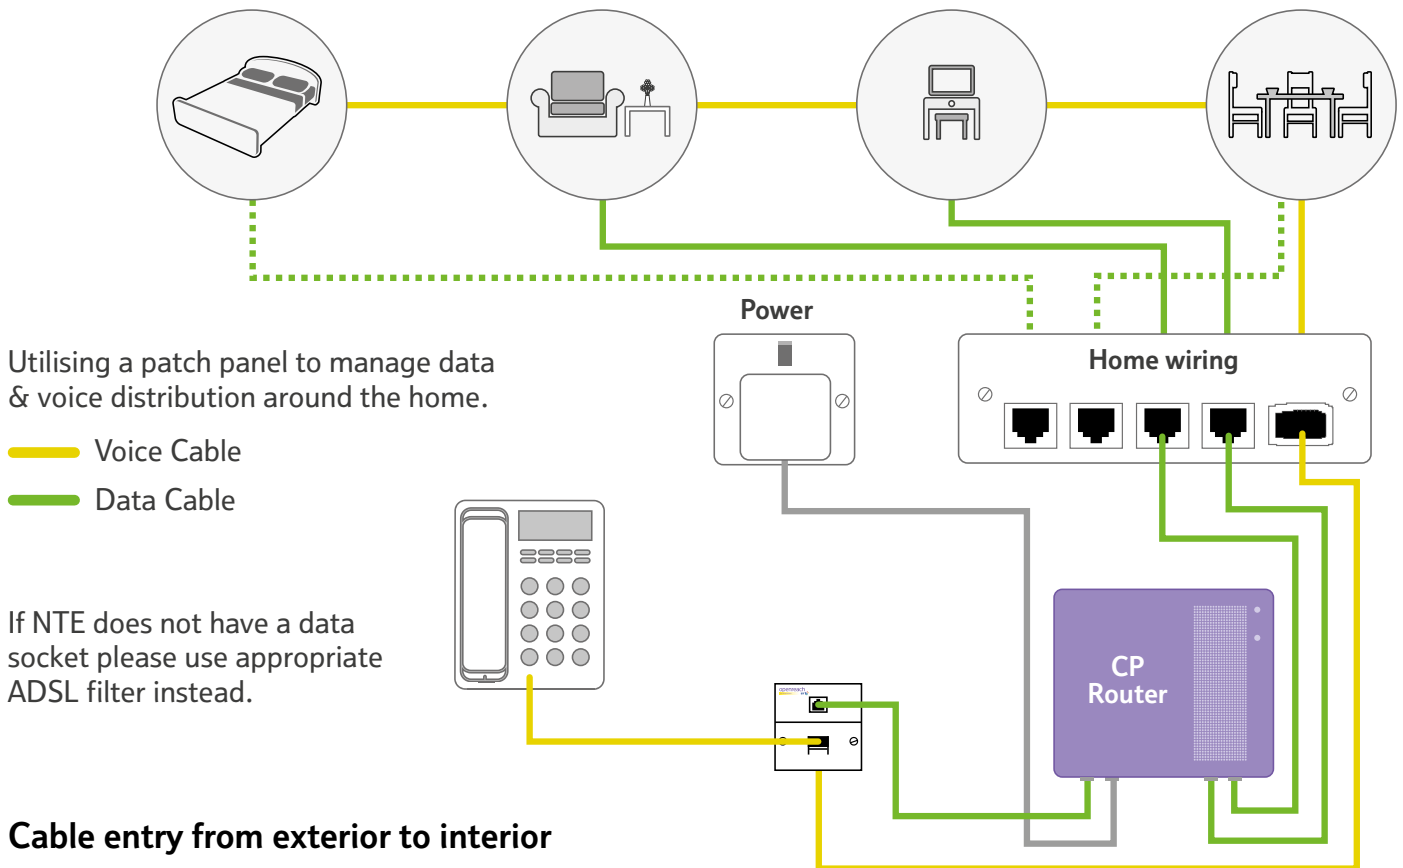 Power
Home wiring
Utilising a patch panel to manage data
& voice distribution around the home.
Voice Cable
Data Cable
If NTE does not have a data
socket please use appropriate
ADSL filter instead.
openreach
CP
Router
Cable entry from exterior to interior